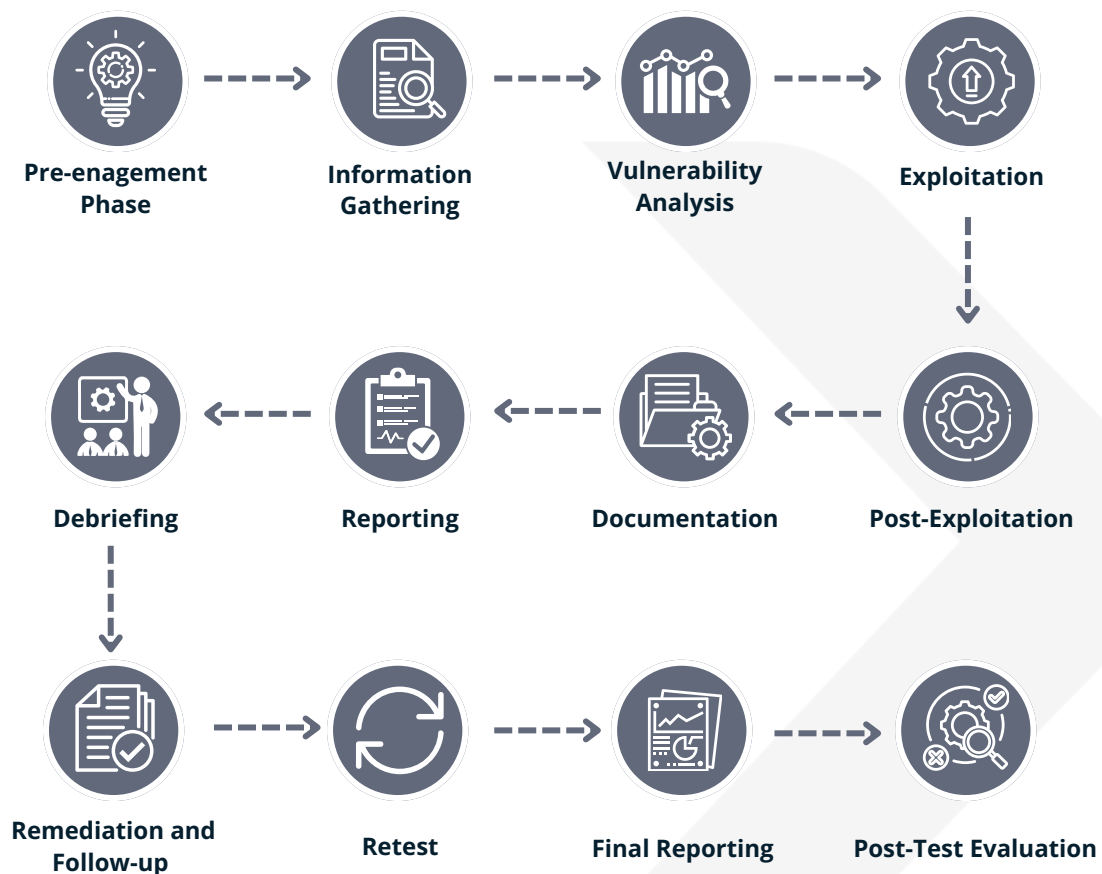 Pre-enagement
Phase
Information
Gathering
Vulnerability
Analysis
Exploitation
Debriefing
Reporting
Documentation
Post-Exploitation
Remediation and
Follow-up
Retest
Final Reporting
Post-Test Evaluation